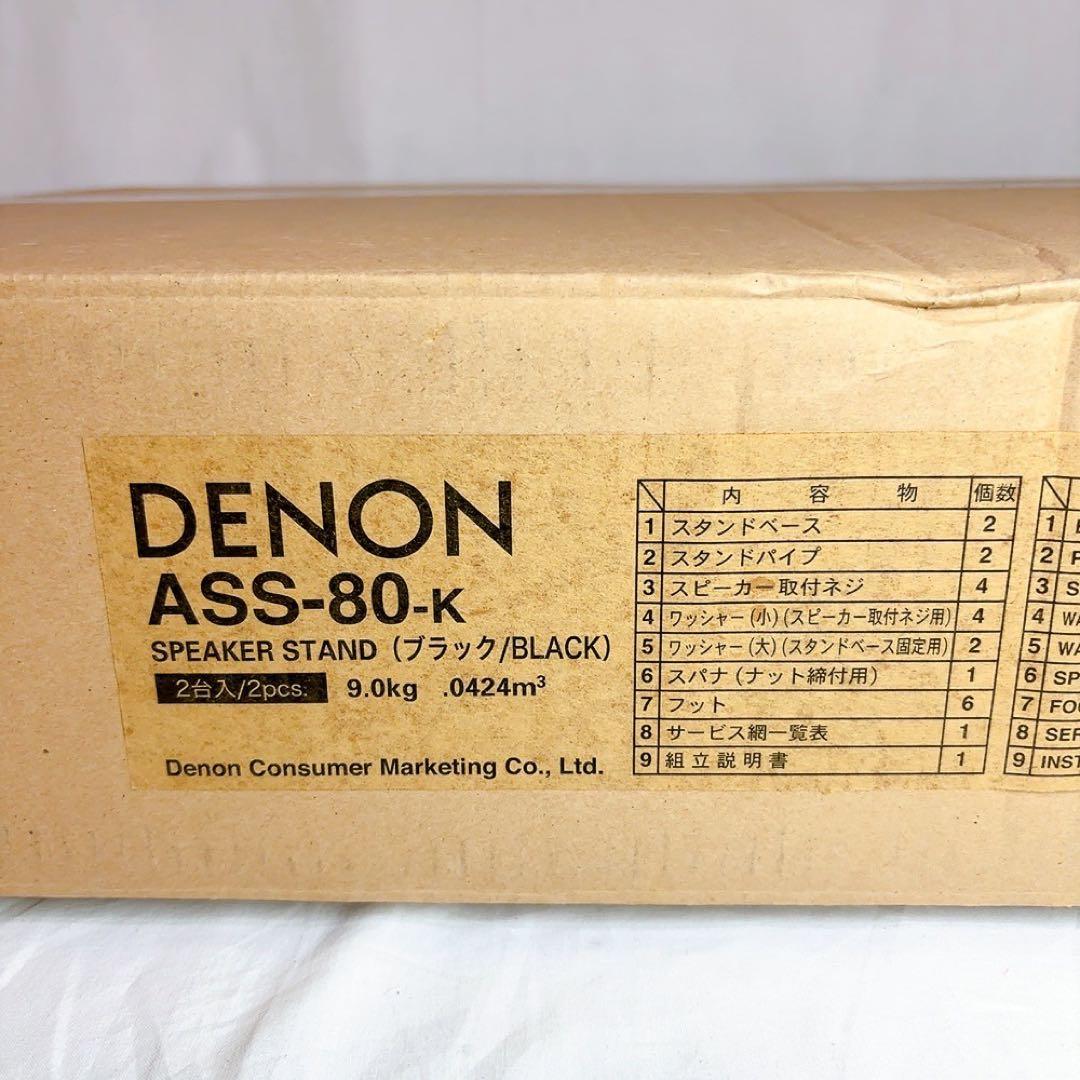 DENON
ASS-80-K
SPEAKER STAND (ブラック/BLACK)
2台入/2pcs. 9.0kg .0424m³
Denon Consumer Marketing Co., Ltd.
内容物 個数
1 スタンドベース 2
2 スタンドパイプ 2
3 スピーカー取付ネジ 4
4 ワッシャー(小)(スピーカー取付ネジ用) 4
5 ワッシャー(大)(スタンドベース固定用) 2
6 スパナ(ナット締付用) 1
7 フット 6
8 サービス網一覧表 1
9 組立説明書 1
1
2
3
4
5
6
7
8
9